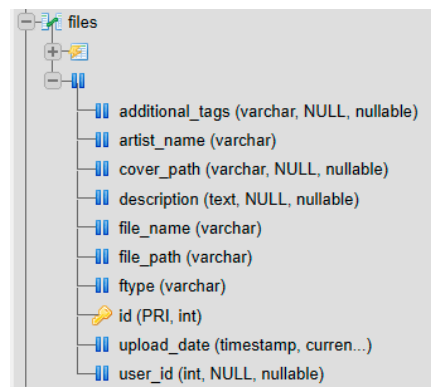 files
additional_tags (varchar, NULL, nullable)
artist_name (varchar)
cover_path (varchar, NULL, nullable)
description (text, NULL, nullable)
file_name (varchar)
file_path (varchar)
ftype (varchar)
id (PRI, int)
upload_date (timestamp, curren...)
user_id (int, NULL, nullable)